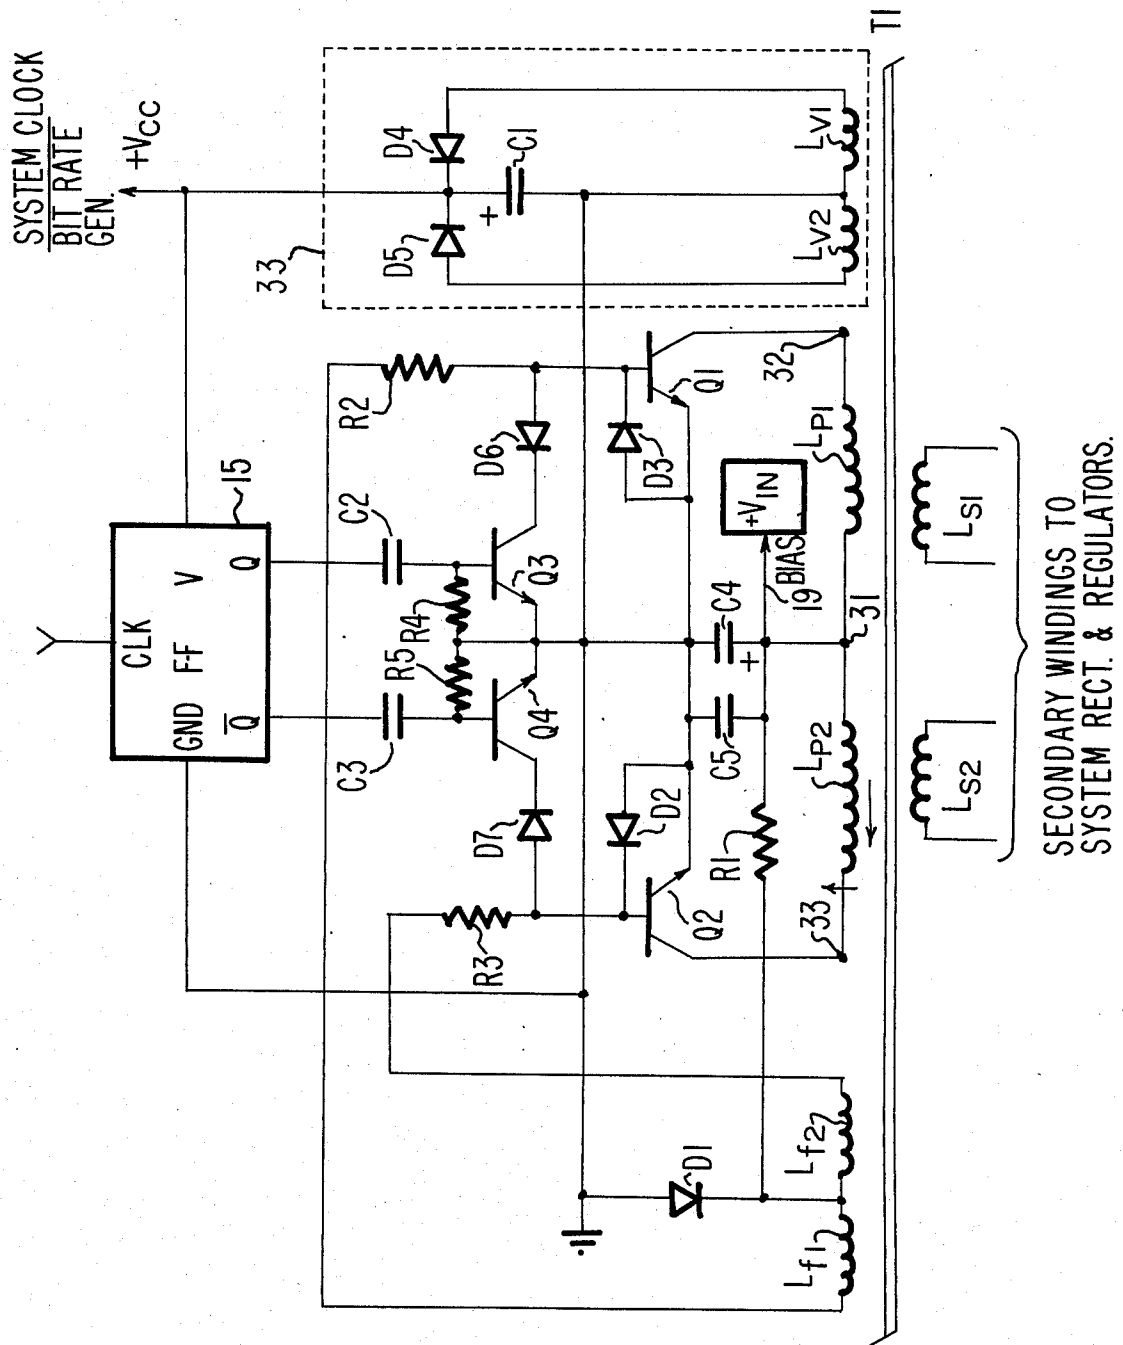 SYSTEM CLOCK
BIT RATE
GEN.
+VCC
T1
CLK
GND FF V
Q̅ Q
15
33
D4
D5
C1
+
LV1
LV2
R2
C2
C3
D6
Q3
R4
R5
Q4
D7
R3
D3
Q1
32
LP1
+VIN
BIAS
19
C4
+
C5
31
D2
Q2
R1
LP2
33
D1
Lf2
Lf1
LS1
LS2
SECONDARY WINDINGS TO
SYSTEM RECT. & REGULATORS.